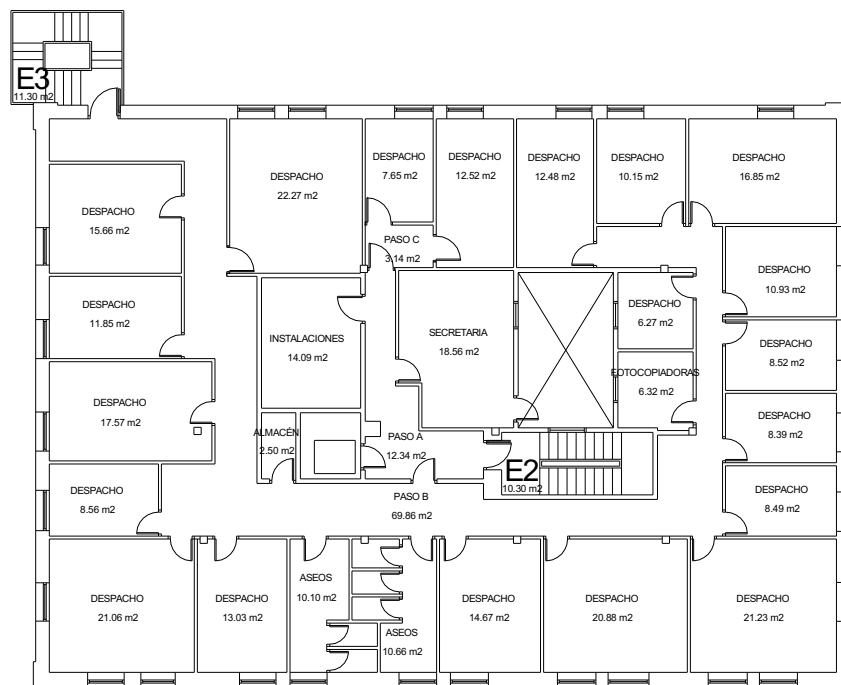 E3
11.30 m2
DESPACHO
22.27 m2
DESPACHO
7.65 m2
DESPACHO
12.52 m2
DESPACHO
12.48 m2
DESPACHO
10.15 m2
DESPACHO
16.85 m2
DESPACHO
15.66 m2
PASO C
3.14 m2
DESPACHO
10.93 m2
DESPACHO
11.85 m2
INSTALACIONES
14.09 m2
SECRETARIA
18.56 m2
DESPACHO
6.27 m2
DESPACHO
8.52 m2
FOTOCOPIADORAS
6.32 m2
DESPACHO
17.57 m2
DESPACHO
8.39 m2
ALMACÉN
2.50 m2
PASO A
12.34 m2
E2
10.30 m2
DESPACHO
8.56 m2
PASO B
69.86 m2
DESPACHO
8.49 m2
DESPACHO
21.06 m2
DESPACHO
13.03 m2
ASEOS
10.10 m2
ASEOS
10.66 m2
DESPACHO
14.67 m2
DESPACHO
20.88 m2
DESPACHO
21.23 m2